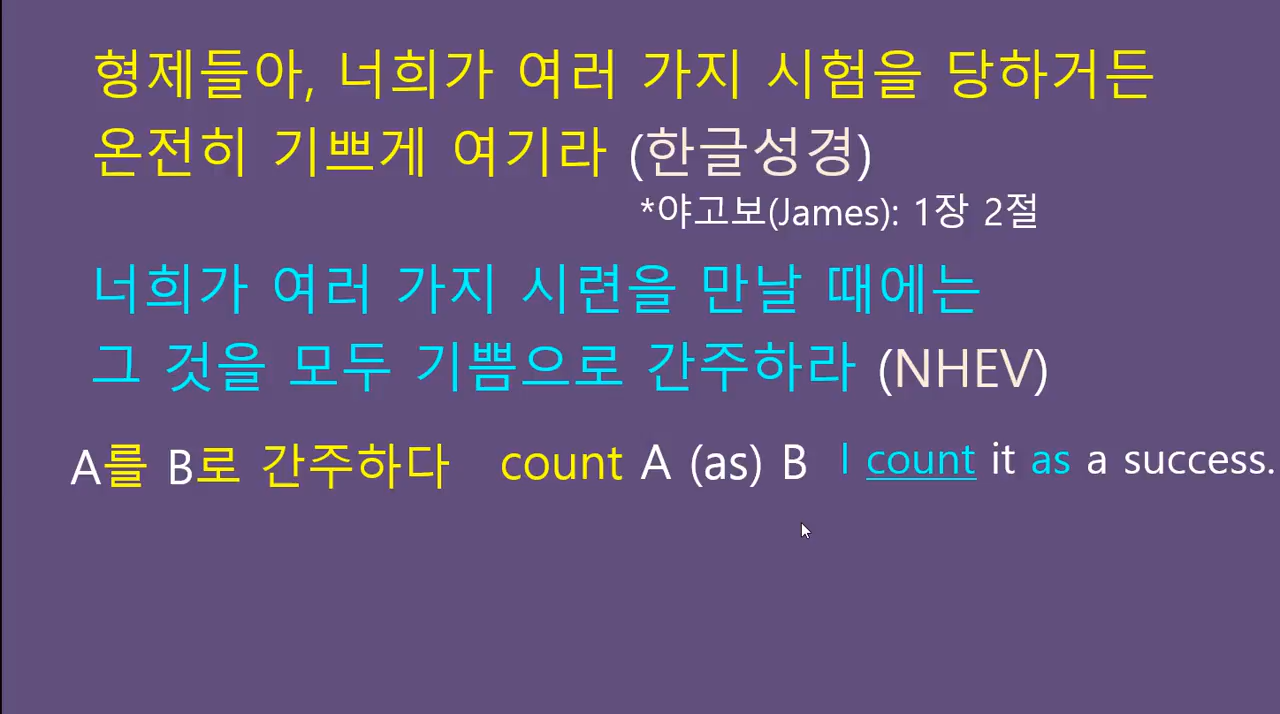 형제들아, 너희가 여러 가지 시험을 당하거든
온전히 기쁘게 여기라 (한글성경)
*야고보(James): 1장 2절
너희가 여러 가지 시련을 만날 때에는
그 것을 모두 기쁨으로 간주하라 (NHEV)
A를 B로 간주하다 count A (as) B I count it as a success.